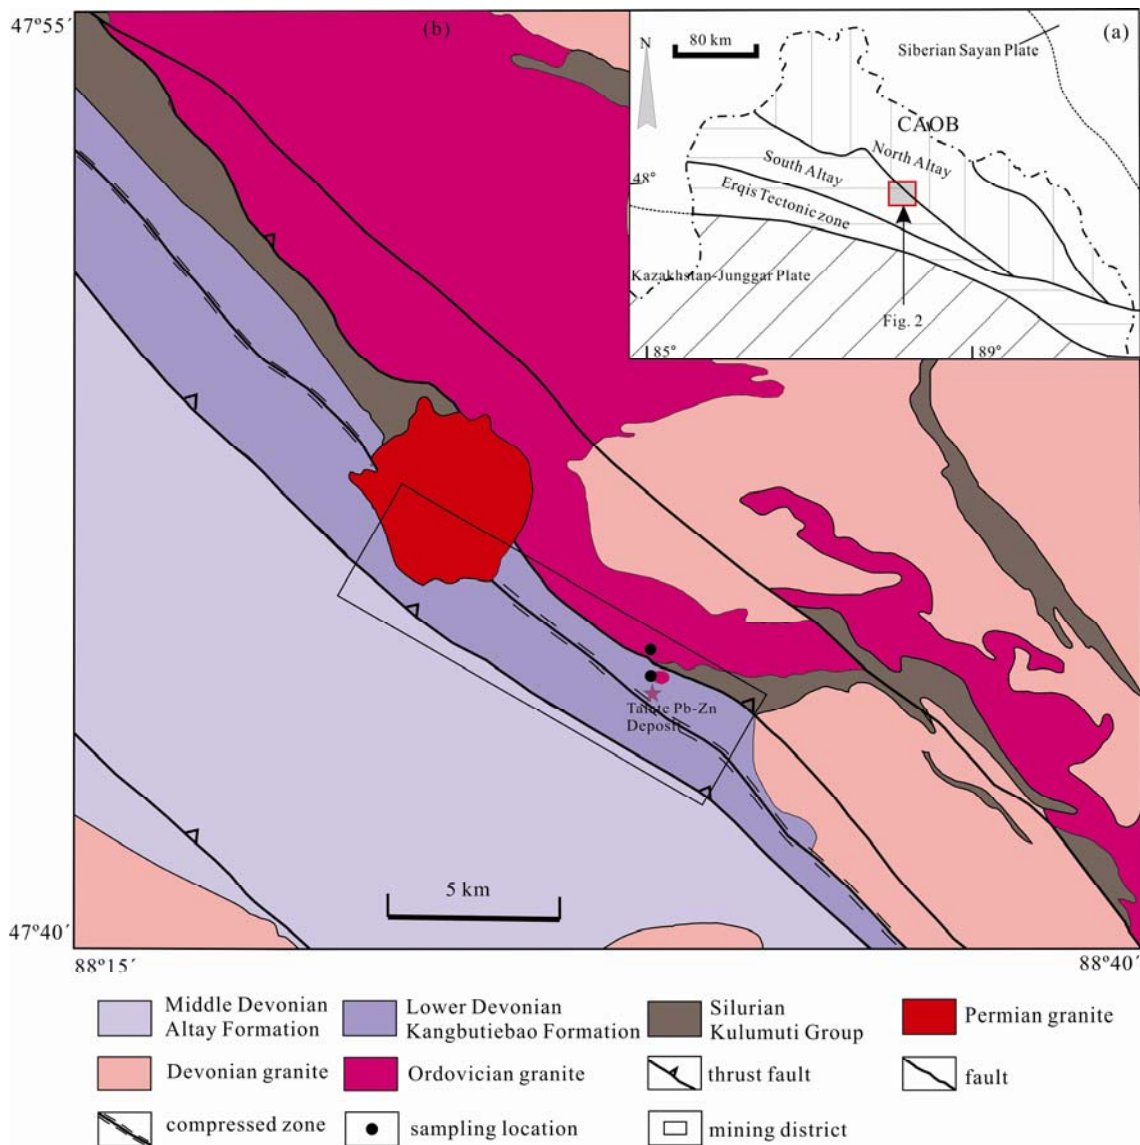 47°55´
(b)
80 km
(a)
N
Siberian Sayan Plate
CAOB
North Altay
South Altay
48°
Erqis Tectonic zone
Kazakhstan-Junggar Plate
Fig. 2
85°
89°
Talate Pb-Zn
Deposit
5 km
47°40´
88°15´
88°40´
Middle Devonian
Altay Formation
Lower Devonian
Kangbutiebao Formation
Silurian
Kulumuti Group
Permian granite
Devonian granite
Ordovician granite
thrust fault
fault
compressed zone
sampling location
mining district